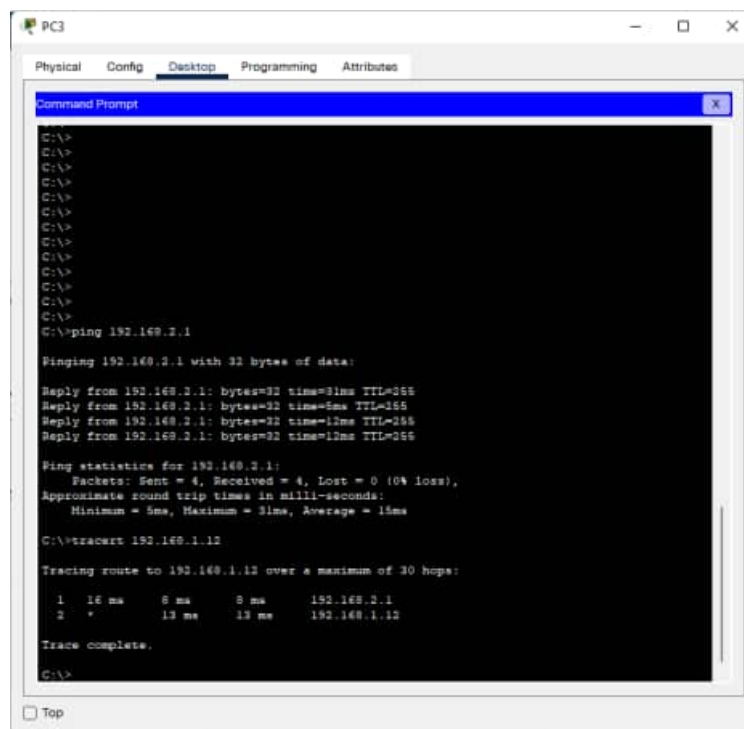 PC3
Physical Config Desktop Programming Attributes
Command Prompt X
C:\>
C:\>
C:\>
C:\>
C:\>
C:\>
C:\>
C:\>
C:\>
C:\>
C:\>
C:\>
C:\>
C:\>ping 192.168.2.1
Pinging 192.168.2.1 with 32 bytes of data:
Reply from 192.168.2.1: bytes=32 time=31ms TTL=255
Reply from 192.168.2.1: bytes=32 time=5ms TTL=255
Reply from 192.168.2.1: bytes=32 time=12ms TTL=255
Reply from 192.168.2.1: bytes=32 time=12ms TTL=255
Ping statistics for 192.168.2.1:
Packets: Sent = 4, Received = 4, Lost = 0 (0% loss),
Approximate round trip times in milli-seconds:
Minimum = 5ms, Maximum = 31ms, Average = 15ms
C:\>tracert 192.168.1.12
Tracing route to 192.168.1.12 over a maximum of 30 hops:
1 16 ms 8 ms 8 ms 192.168.2.1
2 * 13 ms 13 ms 192.168.1.12
Trace complete.
C:\>
Top